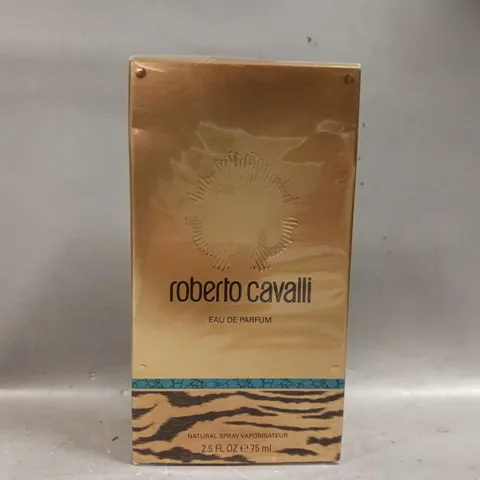 roberto cavalli
EAU DE PARFUM
NATURAL SPRAY VAPORISATEUR
2.5 FL OZ ℮ 75 ml